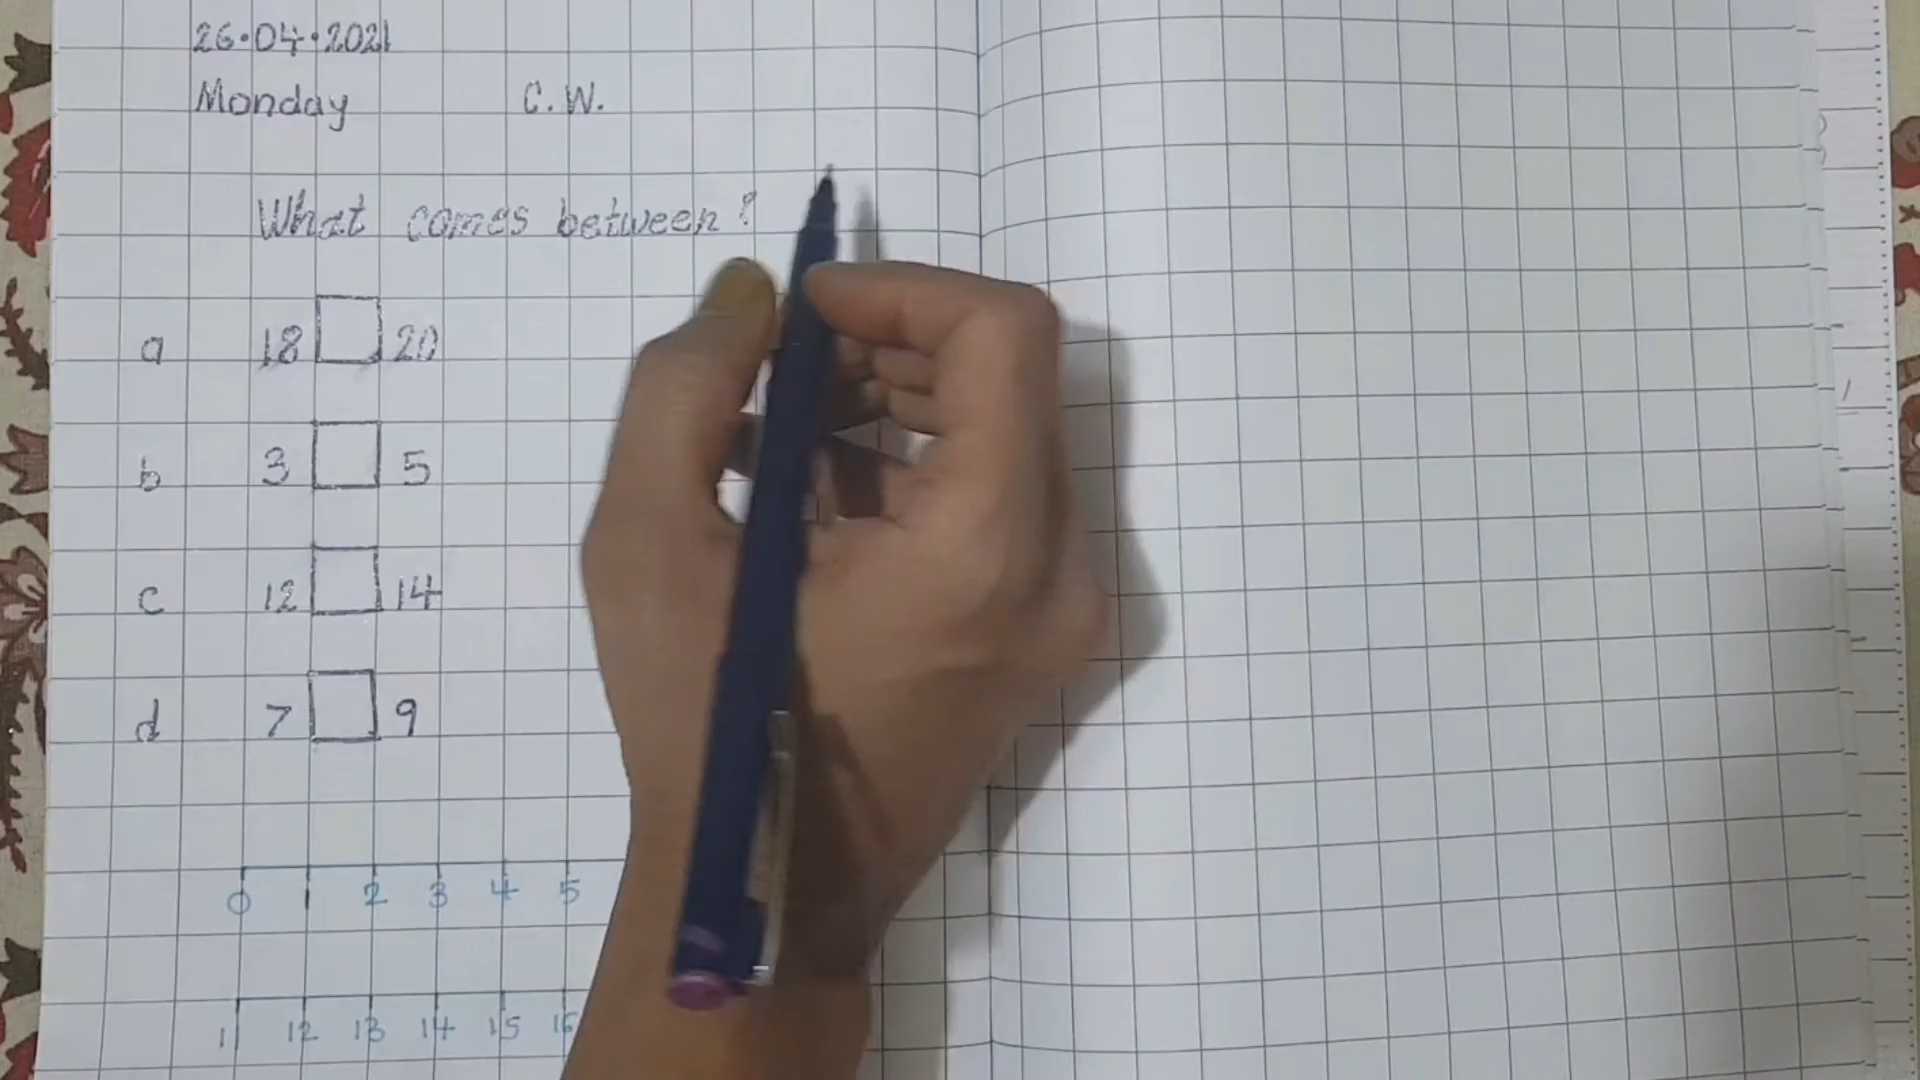 26.04.2021
Monday C.W.
What comes between?
a 18 □ 20
b 3 □ 5
c 12 □ 14
d 7 □ 9
0 1 2 3 4 5
11 12 13 14 15 16